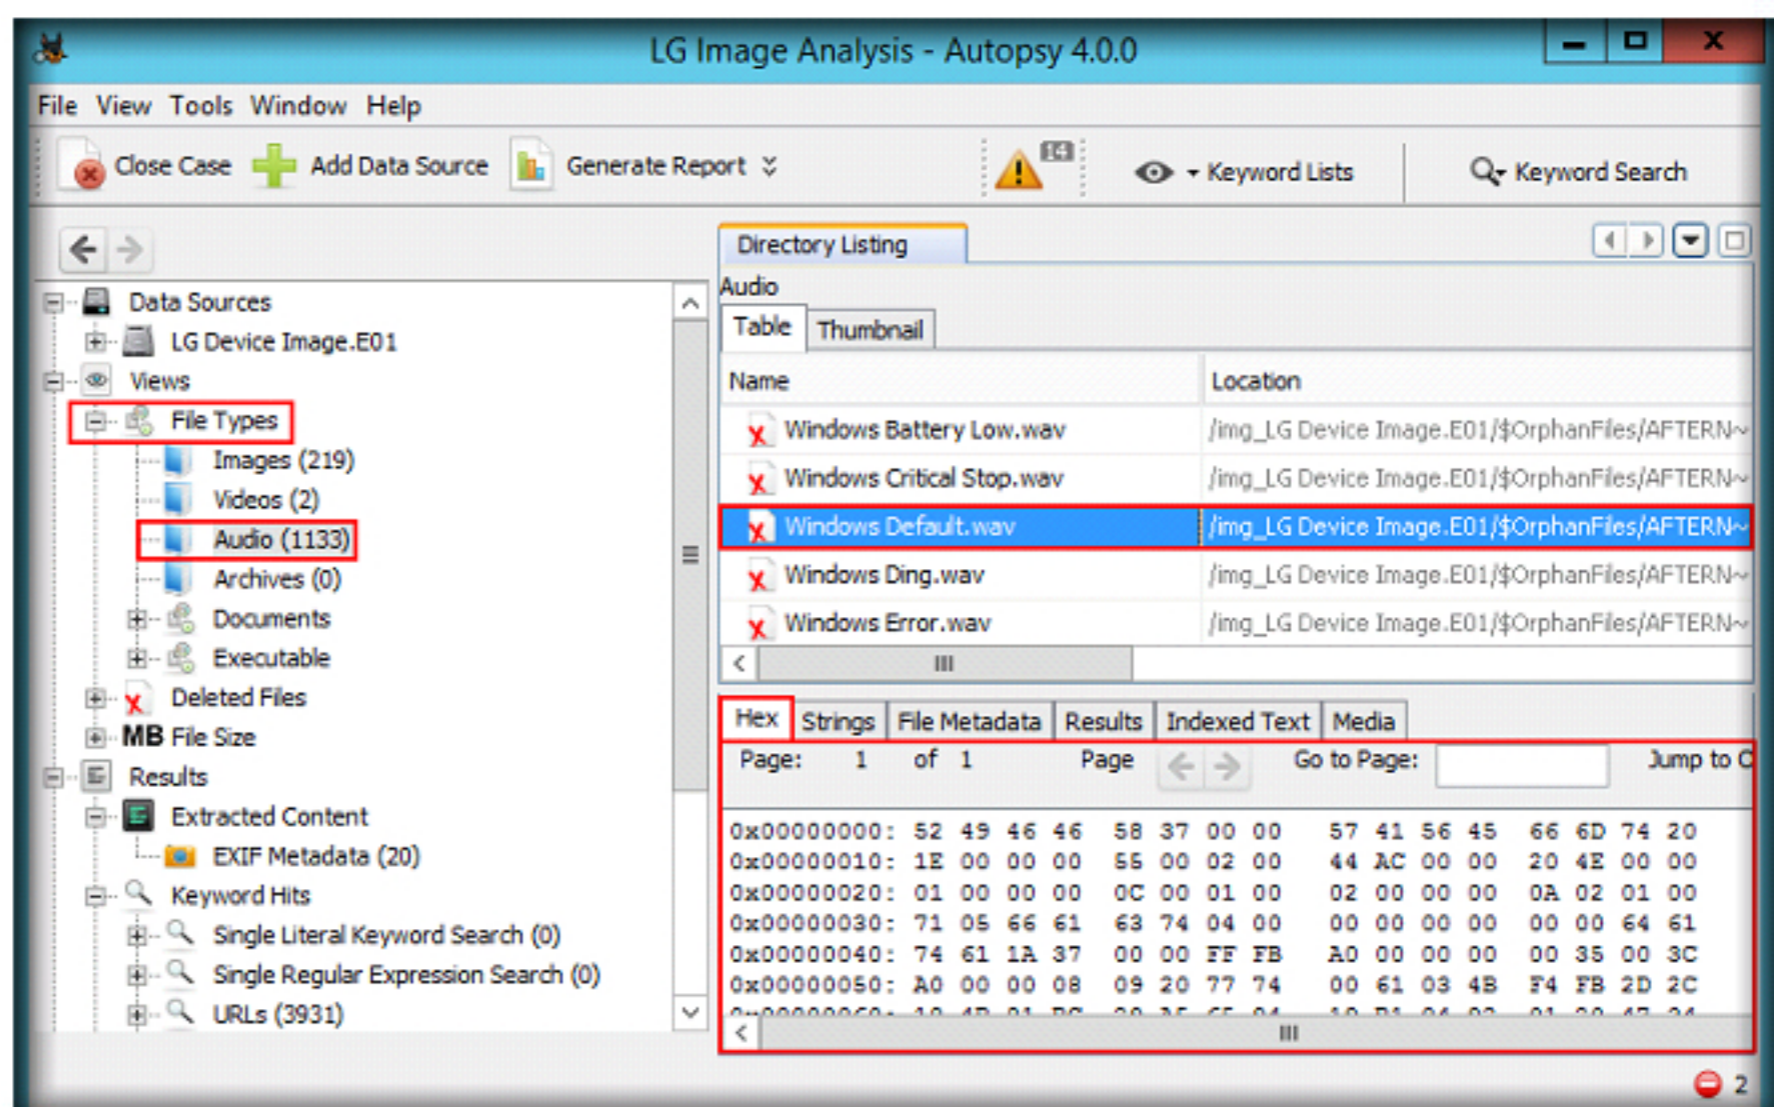 LG Image Analysis - Autopsy 4.0.0
X
File View Tools Window Help
Close Case Add Data Source Generate Report 14 Keyword Lists Keyword Search
Data Sources
LG Device Image.E01
Views
File Types
Images (219)
Videos (2)
Audio (1133)
Archives (0)
Documents
Executable
Deleted Files
MB File Size
Results
Extracted Content
EXIF Metadata (20)
Keyword Hits
Single Literal Keyword Search (0)
Single Regular Expression Search (0)
URLs (3931)
Directory Listing
Audio
Table Thumbnail
Name Location
Windows Battery Low.wav /img_LG Device Image.E01/$OrphanFiles/AFTERN~
Windows Critical Stop.wav /img_LG Device Image.E01/$OrphanFiles/AFTERN~
Windows Default.wav /img_LG Device Image.E01/$OrphanFiles/AFTERN~
Windows Ding.wav /img_LG Device Image.E01/$OrphanFiles/AFTERN~
Windows Error.wav /img_LG Device Image.E01/$OrphanFiles/AFTERN~
Hex Strings File Metadata Results Indexed Text Media
Page: 1 of 1 Page Go to Page: Jump to O
0x00000000: 52 49 46 46 58 37 00 00 57 41 56 45 66 6D 74 20
0x00000010: 1E 00 00 00 55 00 02 00 44 AC 00 00 20 4E 00 00
0x00000020: 01 00 00 00 0C 00 01 00 02 00 00 00 0A 02 01 00
0x00000030: 71 05 66 61 63 74 04 00 00 00 00 00 00 00 64 61
0x00000040: 74 61 1A 37 00 00 FF FB A0 00 00 00 00 35 00 3C
0x00000050: A0 00 00 08 09 20 77 74 00 61 03 4B F4 FB 2D 2C
2